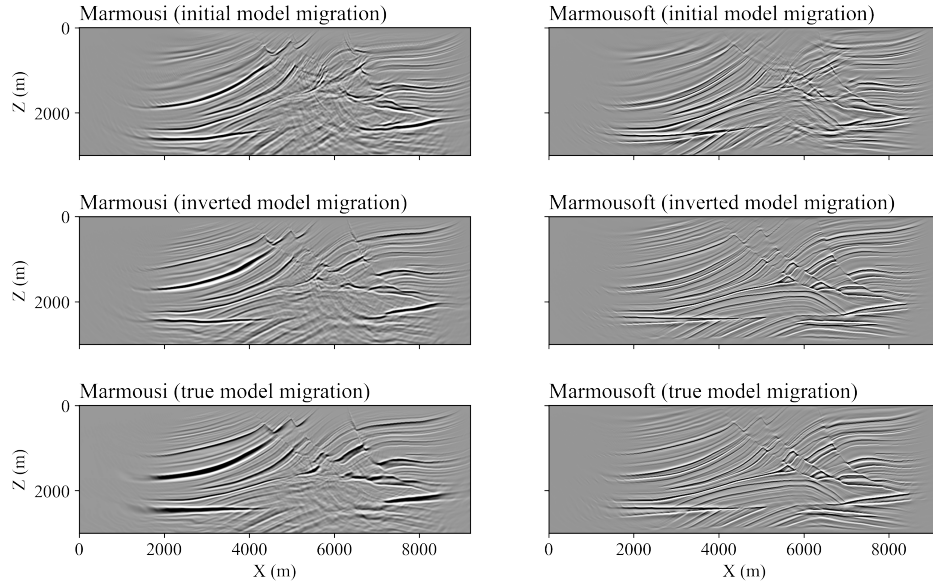 Marmousi (initial model migration)
Marmousoft (initial model migration)
0
Z (m)
2000
Marmousi (inverted model migration)
Marmousoft (inverted model migration)
0
Z (m)
2000
Marmousi (true model migration)
Marmousoft (true model migration)
0
Z (m)
2000
0 2000 4000 6000 8000
0 2000 4000 6000 8000
X (m)
X (m)